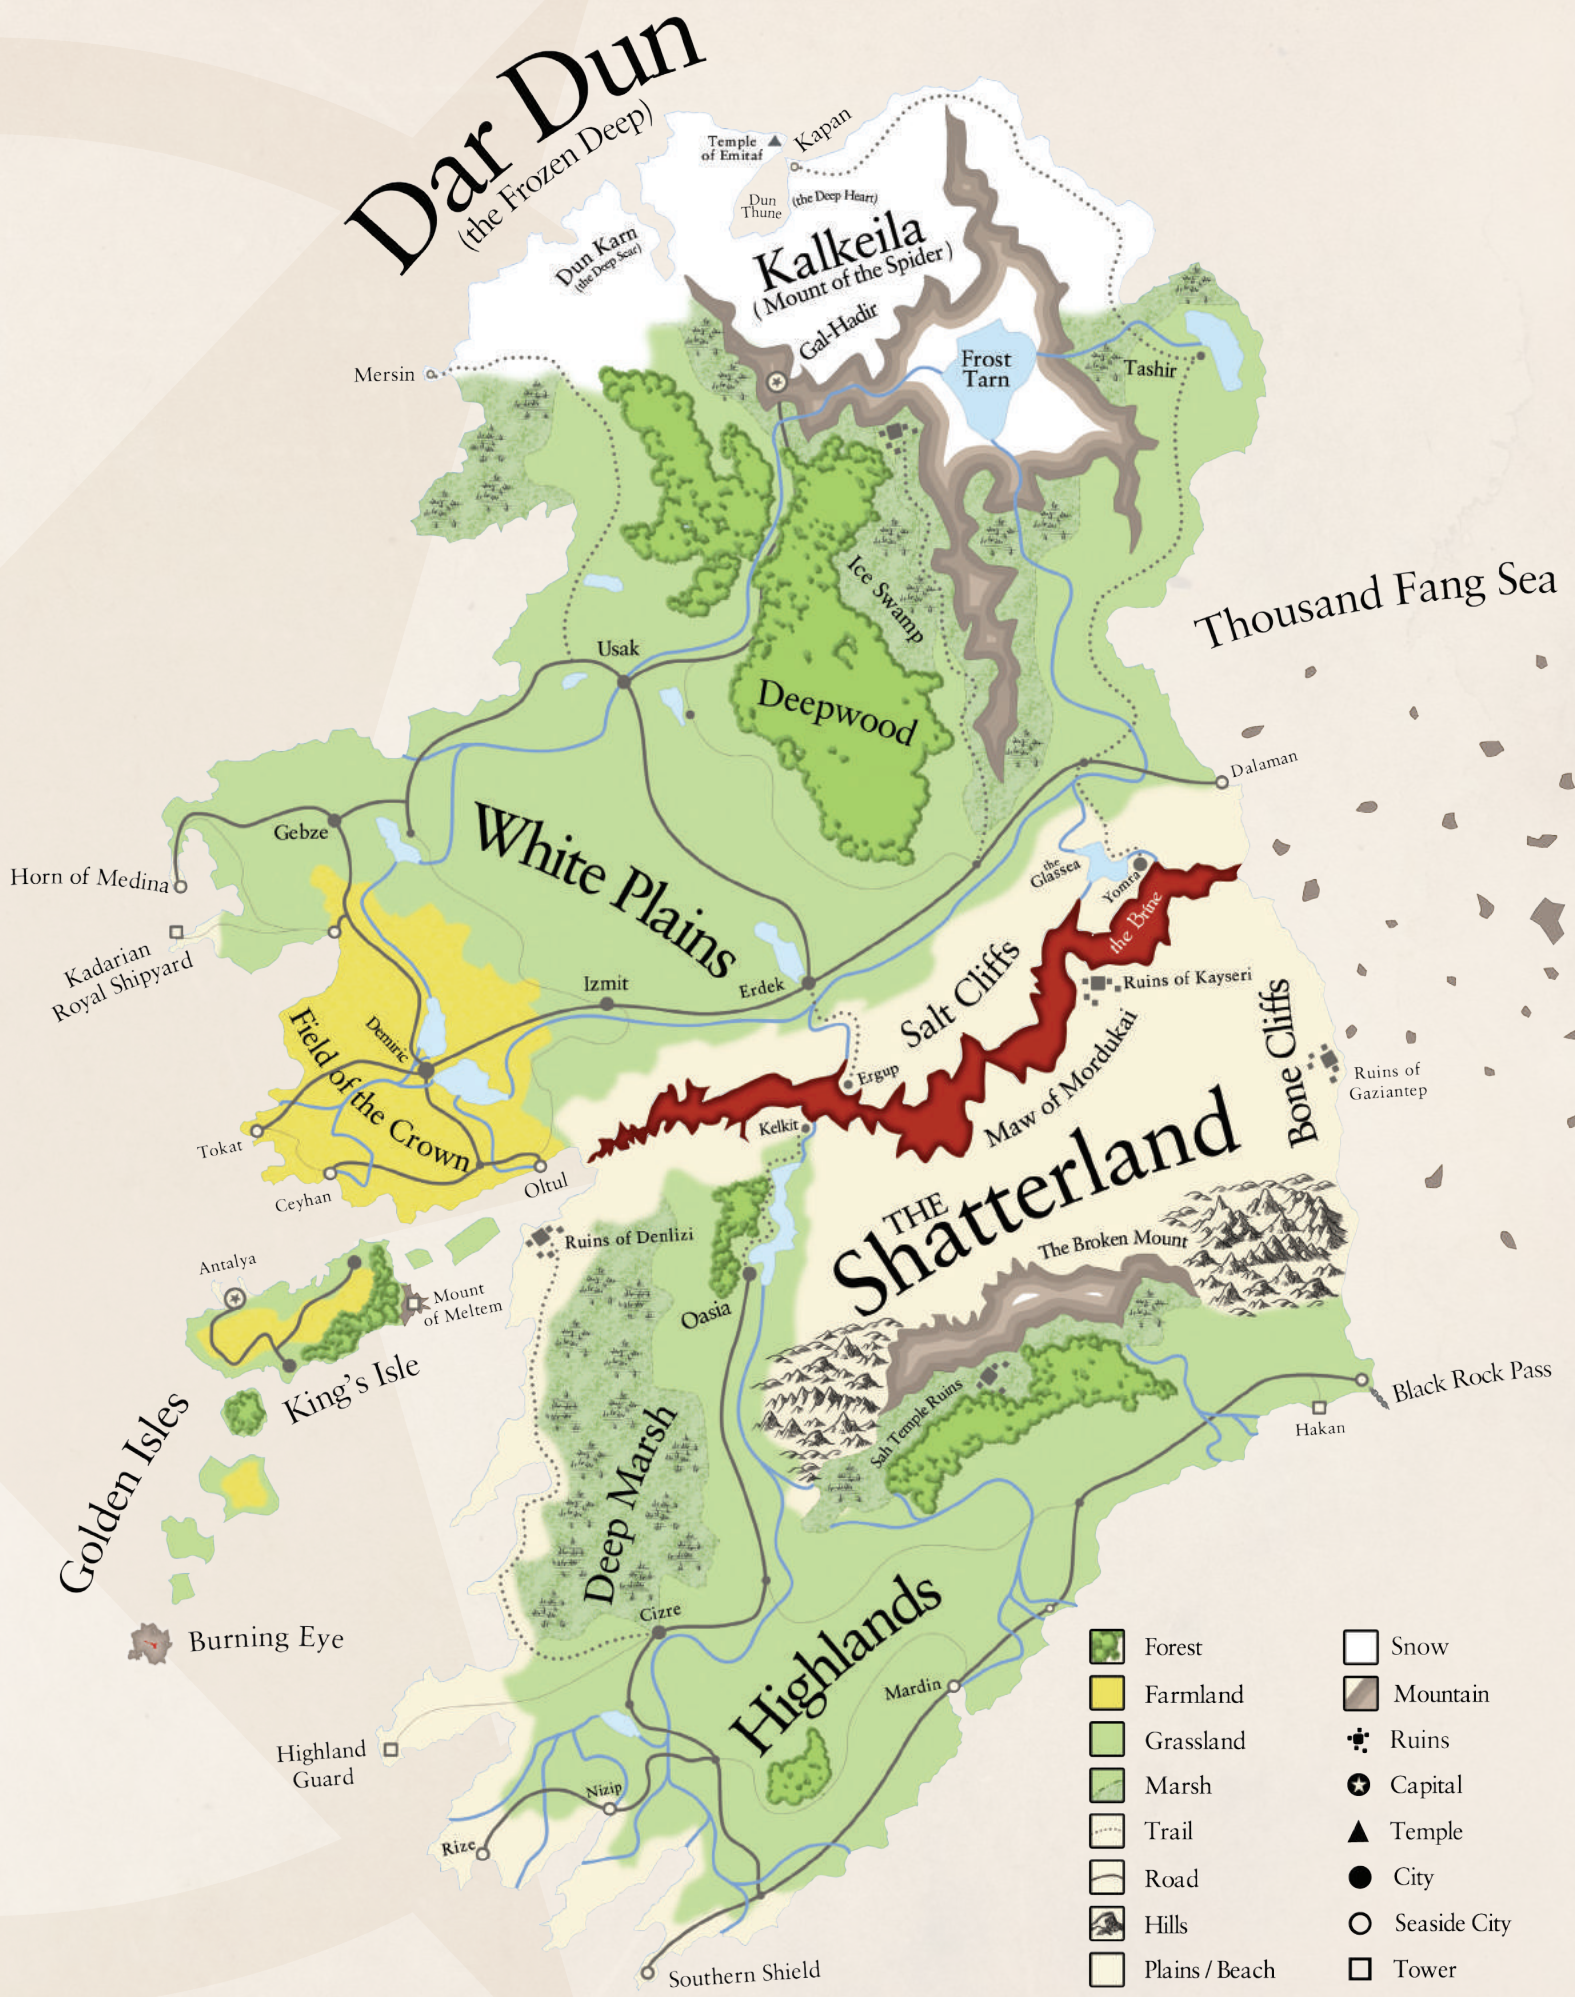 Dar Dun
(the Frozen Deep)
Temple
of Emitaf
Kapan
Dun
Thune
(the Deep Heart)
Dun Karn
(the Deep Scar)
Kalkeila
( Mount of the Spider )
Gal-Hadir
Frost
Tarn
Tashir
Mersin
Ice Swamp
Thousand Fang Sea
Usak
Deepwood
Dalaman
White Plains
Gebze
Horn of Medina
the
Glassea
Yomra
the Brine
Kadarian
Royal Shipyard
Izmit
Erdek
Salt Cliffs
Ruins of Kayseri
Bone Cliffs
Demiric
Field of the Crown
Ergup
Maw of Mordukai
Ruins of
Gaziantep
Kelkit
Tokat
Ceyhan
Oltul
THE
Shatterland
Ruins of Denlizi
The Broken Mount
Antalya
Mount
of Meltem
Oasia
King's Isle
Golden Isles
Sah Temple Ruins
Black Rock Pass
Hakan
Deep Marsh
Burning Eye
Cizre
Highlands
Mardin
Highland
Guard
Nizip
Rize
Southern Shield
Forest
Farmland
Grassland
Marsh
Trail
Road
Hills
Plains / Beach
Snow
Mountain
Ruins
Capital
Temple
City
Seaside City
Tower